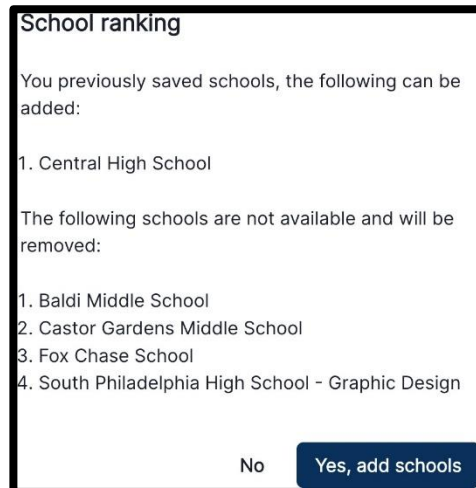 School ranking
You previously saved schools, the following can be
added:
1. Central High School
The following schools are not available and will be
removed:
1. Baldi Middle School
2. Castor Gardens Middle School
3. Fox Chase School
4. South Philadelphia High School - Graphic Design
No
Yes, add schools